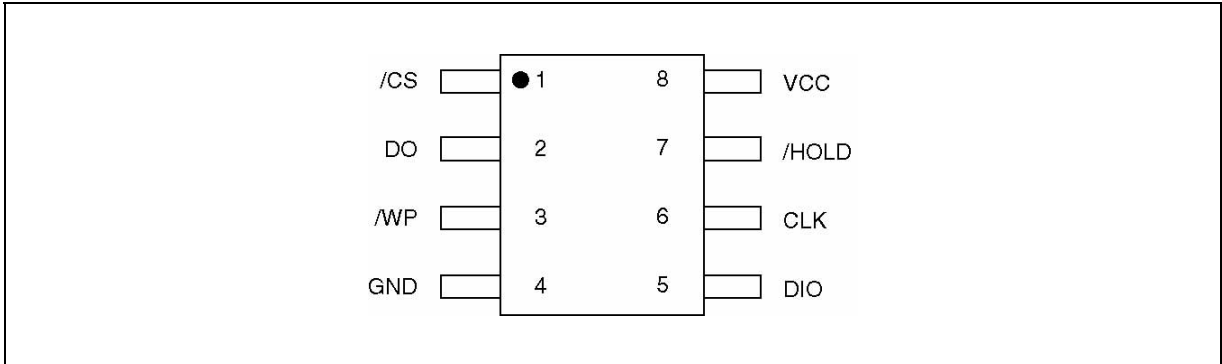 /CS 1 8 VCC
DO 2 7 /HOLD
/WP 3 6 CLK
GND 4 5 DIO